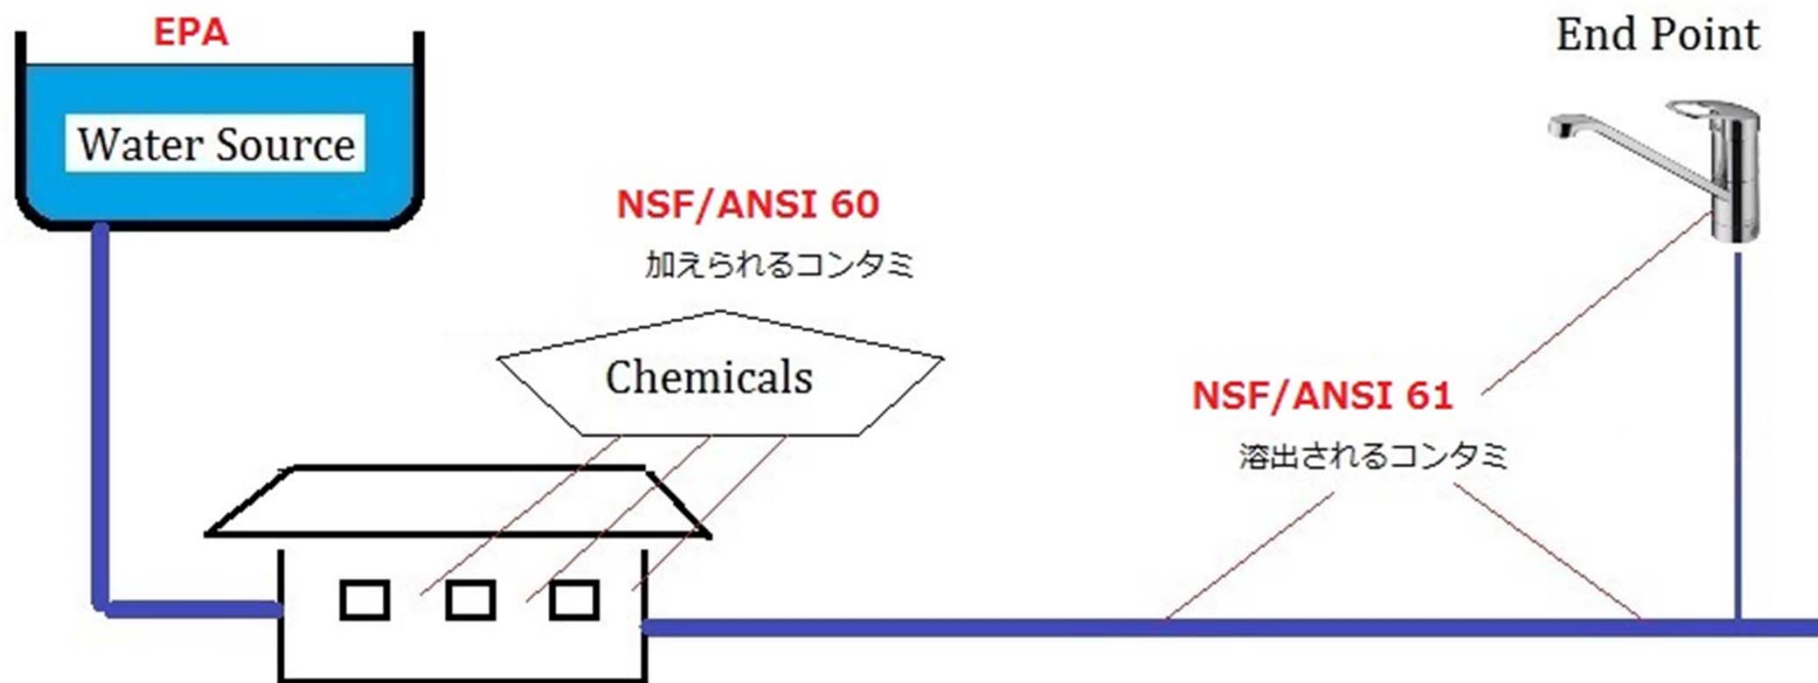 EPA
Water Source
End Point
NSF/ANSI 60
加えられるコンタミ
Chemicals
NSF/ANSI 61
溶出されるコンタミ